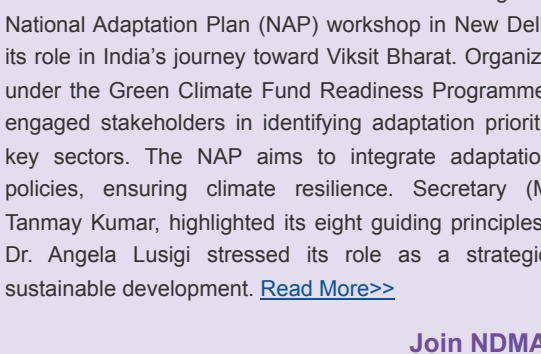 National Adaptation Plan (NAP) workshop in New Delh
its role in India’s journey toward Viksit Bharat. Organiz
under the Green Climate Fund Readiness Programme
engaged stakeholders in identifying adaptation priorit
key sectors. The NAP aims to integrate adaptatio
policies, ensuring climate resilience. Secretary (M
Tanmay Kumar, highlighted its eight guiding principles
Dr. Angela Lusigi stressed its role as a strategi
sustainable development. Read More>>
Join NDMA